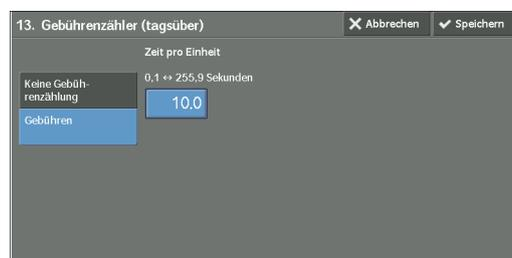 13. Gebührenzähler (tagsüber)
Abbrechen
Speichern
Zeit pro Einheit
0,1 ↔ 255,9 Sekunden
10.0
Keine Gebüh-
renzählung
Gebühren